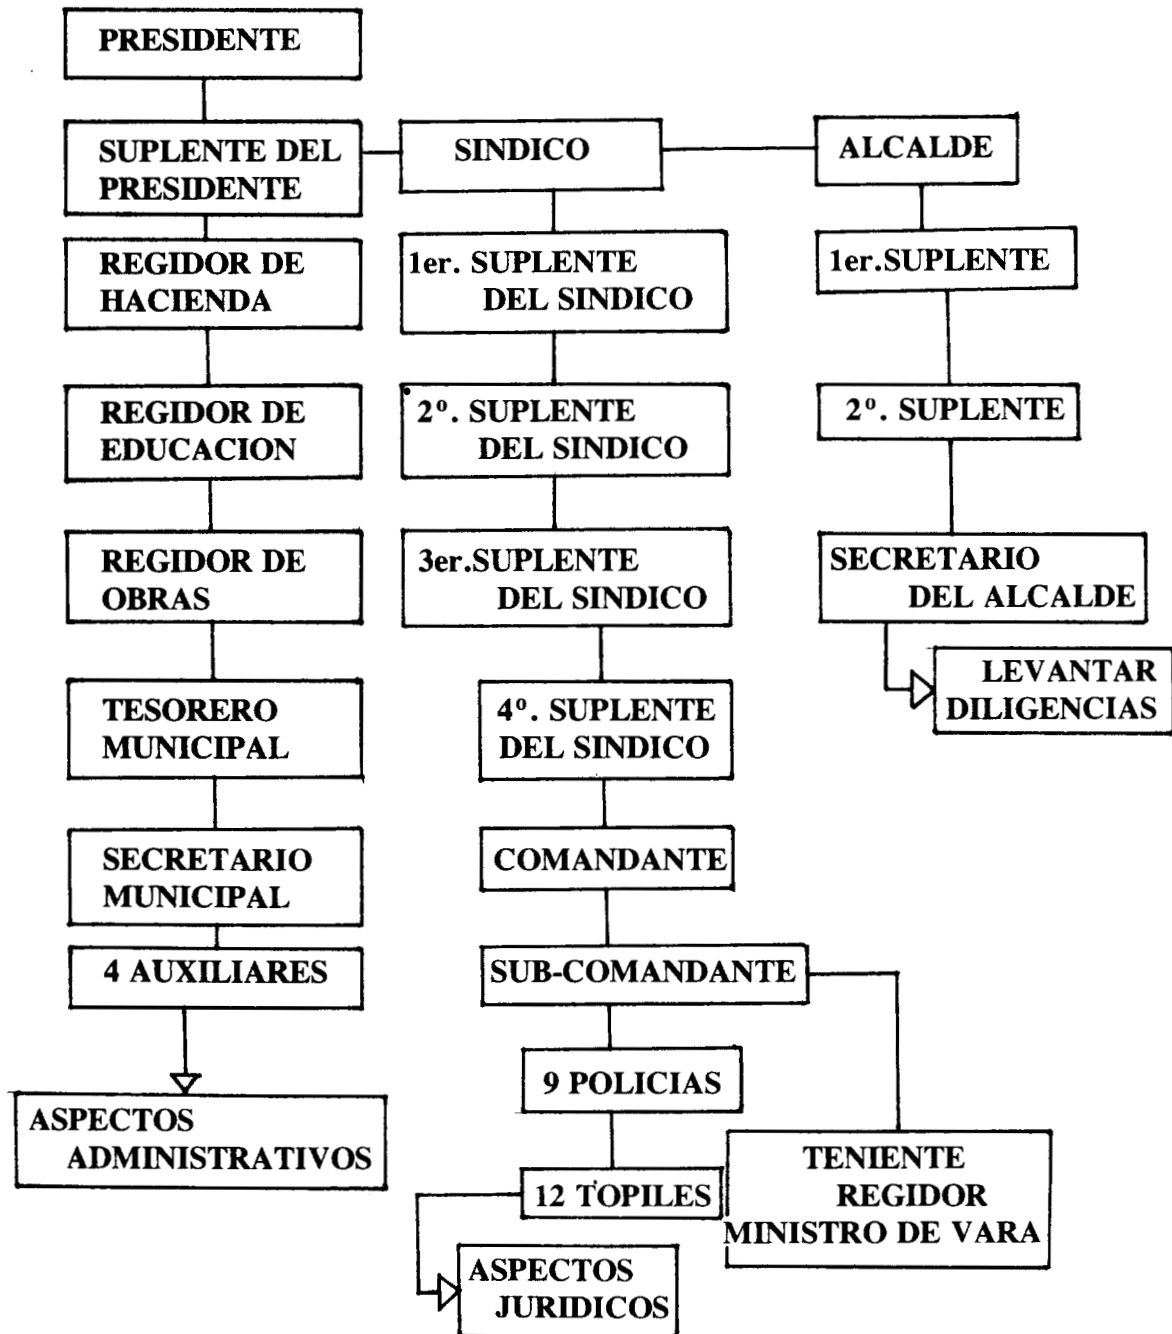 PRESIDENTE
SUPLENTE DEL
PRESIDENTE
SINDICO
ALCALDE
REGIDOR DE
HACIENDA
1er. SUPLENTE
DEL SINDICO
1er.SUPLENTE
REGIDOR DE
EDUCACION
2º. SUPLENTE
DEL SINDICO
2º. SUPLENTE
REGIDOR DE
OBRAS
3er.SUPLENTE
DEL SINDICO
SECRETARIO
DEL ALCALDE
LEVANTAR
DILIGENCIAS
TESORERO
MUNICIPAL
4º. SUPLENTE
DEL SINDICO
SECRETARIO
MUNICIPAL
COMANDANTE
4 AUXILIARES
SUB-COMANDANTE
9 POLICIAS
ASPECTOS
ADMINISTRATIVOS
12 TOPILES
TENIENTE
REGIDOR
MINISTRO DE VARA
ASPECTOS
JURIDICOS